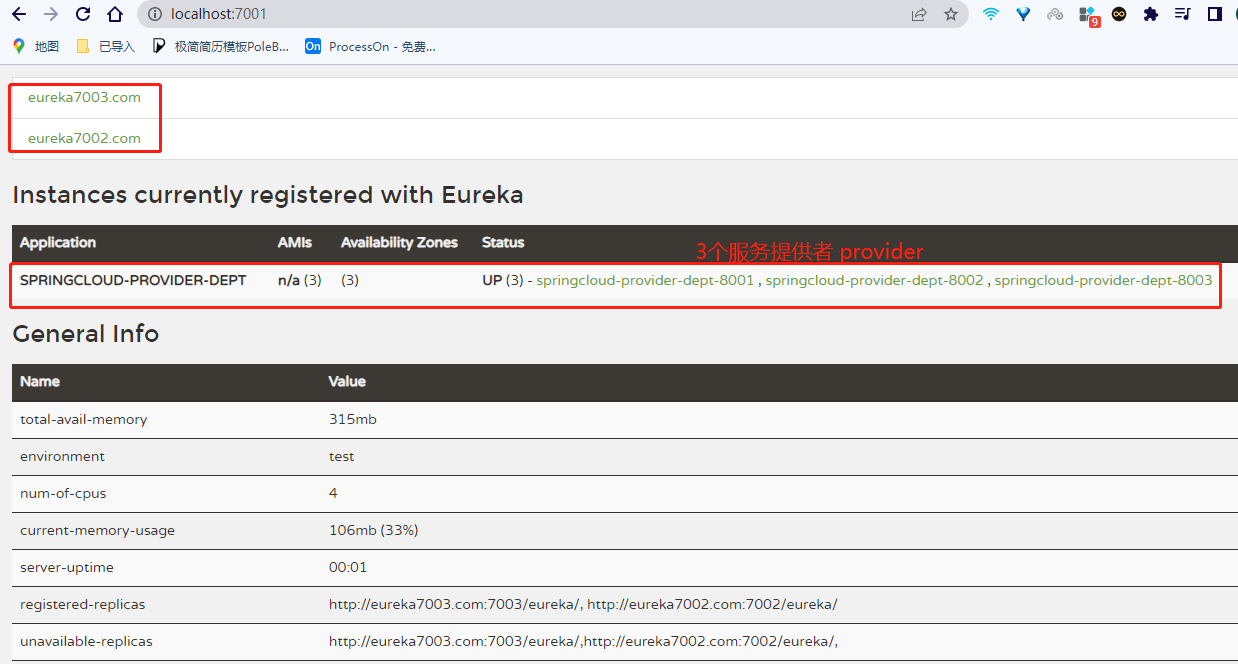 localhost:7001
9
地图 已导入 极简简历模板PoleB... On ProcessOn - 免费...
eureka7003.com
eureka7002.com
Instances currently registered with Eureka
Application AMIs Availability Zones Status
3个服务提供者 provider
SPRINGCLOUD-PROVIDER-DEPT n/a (3) (3) UP (3) - springcloud-provider-dept-8001 , springcloud-provider-dept-8002 , springcloud-provider-dept-8003
General Info
Name Value
total-avail-memory 315mb
environment test
num-of-cpus 4
current-memory-usage 106mb (33%)
server-uptime 00:01
registered-replicas http://eureka7003.com:7003/eureka/, http://eureka7002.com:7002/eureka/
unavailable-replicas http://eureka7003.com:7003/eureka/,http://eureka7002.com:7002/eureka/,